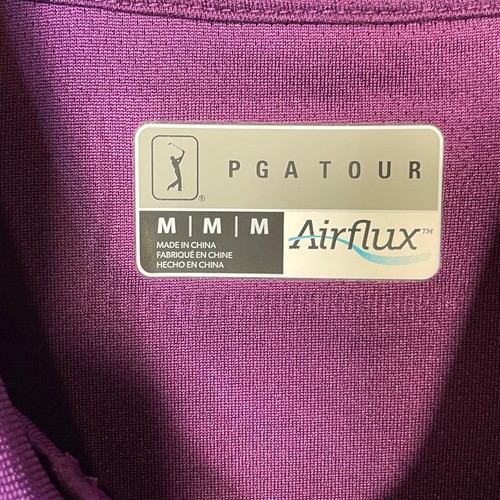 ® PGA TOUR
M | M | M
MADE IN CHINA
FABRIQUÉ EN CHINE
HECHO EN CHINA
Airflux™